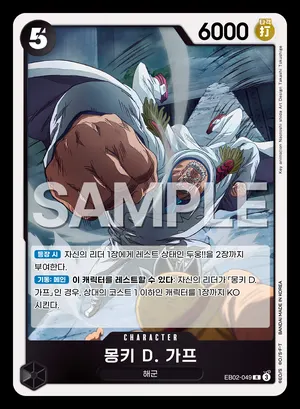 5
6000
打
SAMPLE
등장 시 자신의 리더 1장에게 레스트 상태인 두웅!!을 2장까지
부여한다.
기동: 메인 이 캐릭터를 레스트할 수 있다: 자신의 리더가 「몽키 D.
가프」인 경우, 상대의 코스트 1 이하인 캐릭터를 1장까지 KO
시킨다.
CHARACTER
몽키 D. 가프
해군
EB02-049 R
3
BANDAI MADE IN KOREA